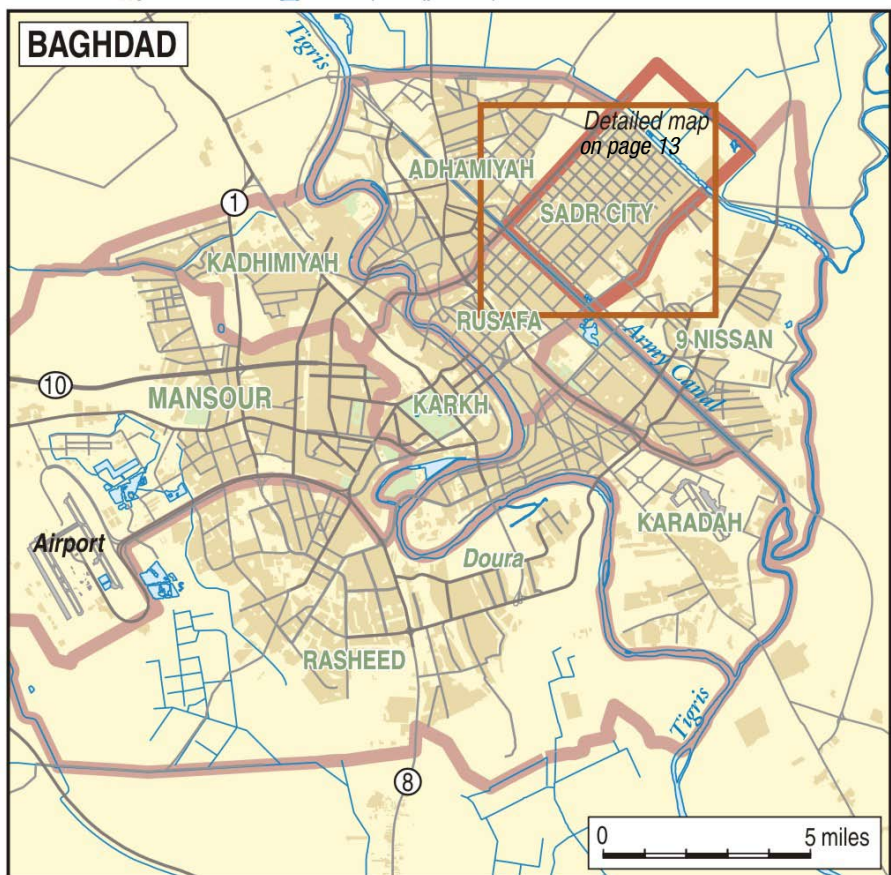 BAGHDAD
Tigris
Detailed map
on page 13
ADHAMIYAH
1
SADR CITY
KADHIMIYAH
RUSAFA
Army Canal
9 NISSAN
10
MANSOUR
KARKH
KARADAH
Airport
Doura
RASHEED
Tigris
8
0 5 miles